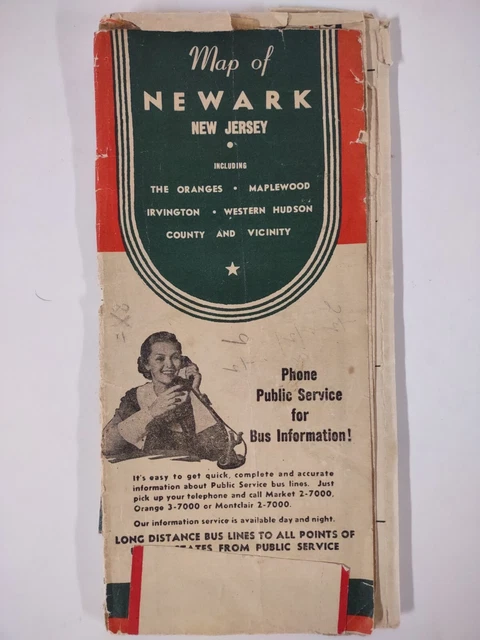 Map of
NEWARK
NEW JERSEY
INCLUDING
THE ORANGES • MAPLEWOOD
IRVINGTON • WESTERN HUDSON
COUNTY AND VICINITY
Phone
Public Service
for
Bus Information!
It's easy to get quick, complete and accurate
information about Public Service bus lines. Just
pick up your telephone and call Market 2-7000,
Orange 3-7000 or Montclair 2-7000.
Our information service is available day and night.
LONG DISTANCE BUS LINES TO ALL POINTS OF
STATES FROM PUBLIC SERVICE